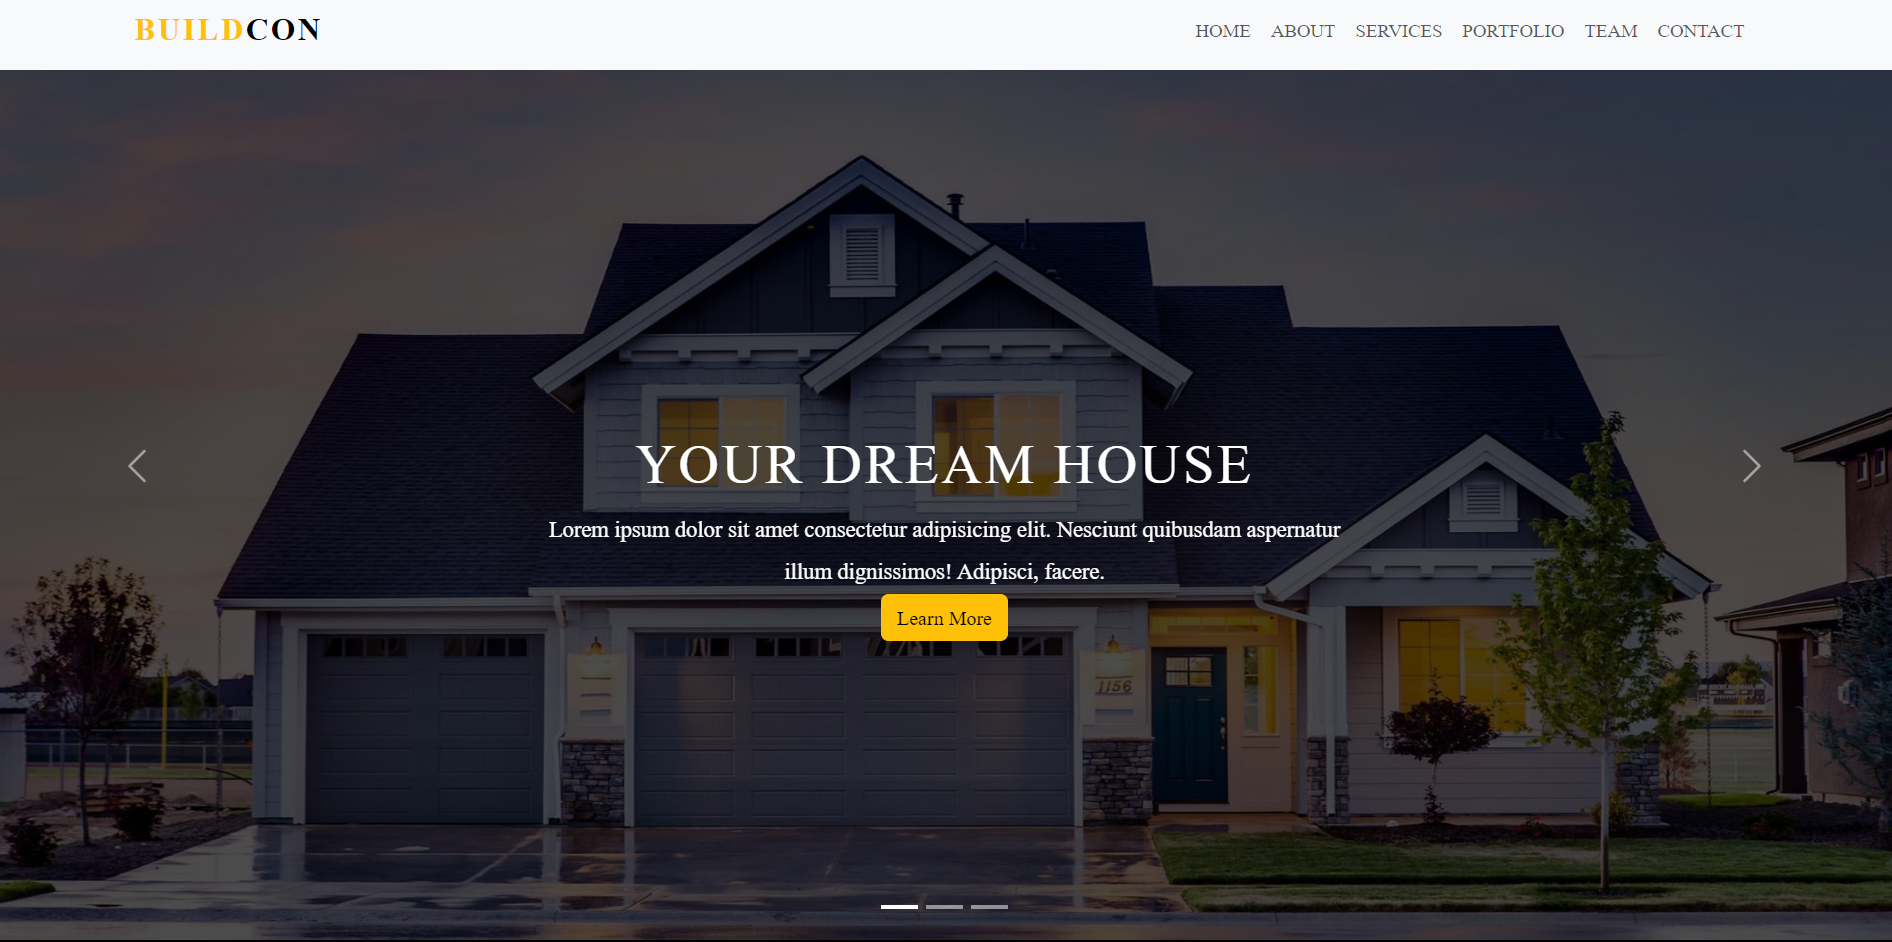 BUILDCON
HOME ABOUT SERVICES PORTFOLIO TEAM CONTACT
YOUR DREAM HOUSE
Lorem ipsum dolor sit amet consectetur adipisicing elit. Nesciunt quibusdam aspernatur
illum dignissimos! Adipisci, facere.
Learn More
1156